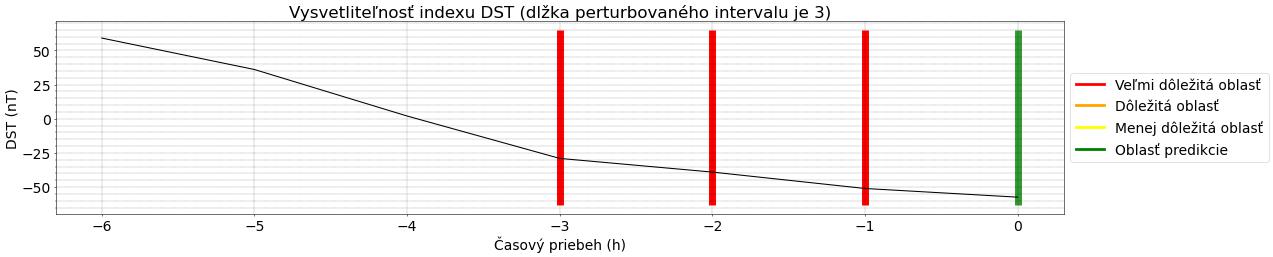 Vysvetliteľnosť indexu DST (dĺžka perturbovaného intervalu je 3)
DST (nT)
50
25
0
−25
−50
−6 −5 −4 −3 −2 −1 0
Časový priebeh (h)
Veľmi dôležitá oblasť
Dôležitá oblasť
Menej dôležitá oblasť
Oblasť predikcie